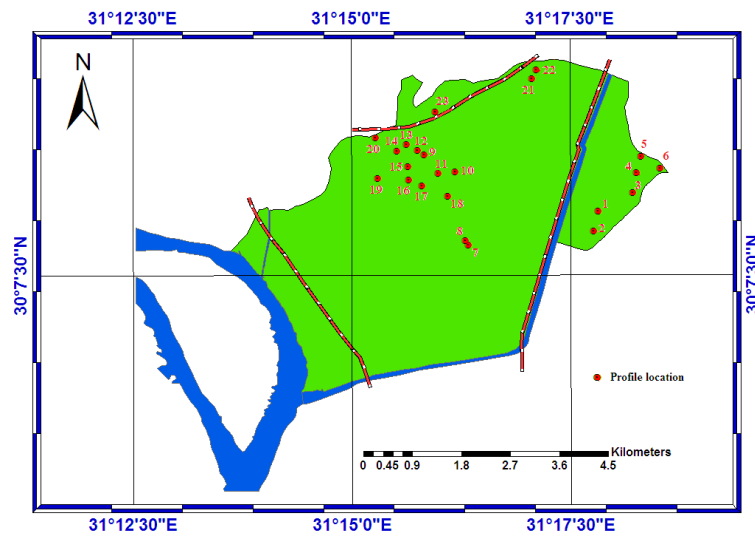 31°12'30"E 31°15'0"E 31°17'30"E
N
22
22
21
13
14 12
20 9
5
15 11 10 4 6
19 16 17 3
18
1
8 2
7
30°7'30"N 30°7'30"N
Profile location
Kilometers
0 0.45 0.9 1.8 2.7 3.6 4.5
31°12'30"E 31°15'0"E 31°17'30"E